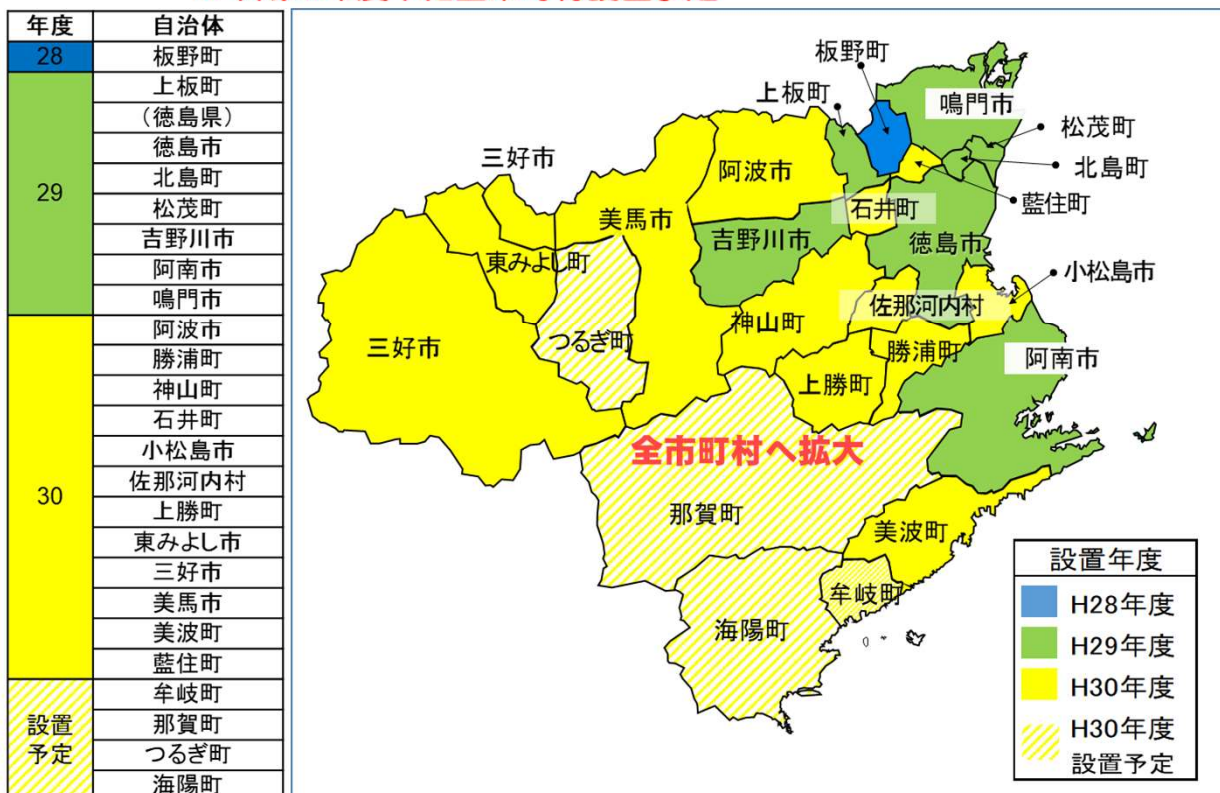 年度 自治体
28 板野町
29 上板町
(徳島県)
徳島市
北島町
松茂町
吉野川市
阿南市
鳴門市
30 阿波市
勝浦町
神山町
石井町
小松島市
佐那河内村
上勝町
東みよし市
三好市
美馬市
美波町
藍住町
設置予定 牟岐町
那賀町
つるぎ町
海陽町
板野町
上板町
鳴門市
松茂町
北島町
藍住町
三好市
阿波市
石井町
美馬市
吉野川市
徳島市
東みよし町
小松島市
佐那河内村
神山町
つるぎ町
三好市
勝浦町
阿南市
上勝町
全市町村へ拡大
那賀町
美波町
牟岐町
海陽町
設置年度
H28年度
H29年度
H30年度
H30年度
設置予定